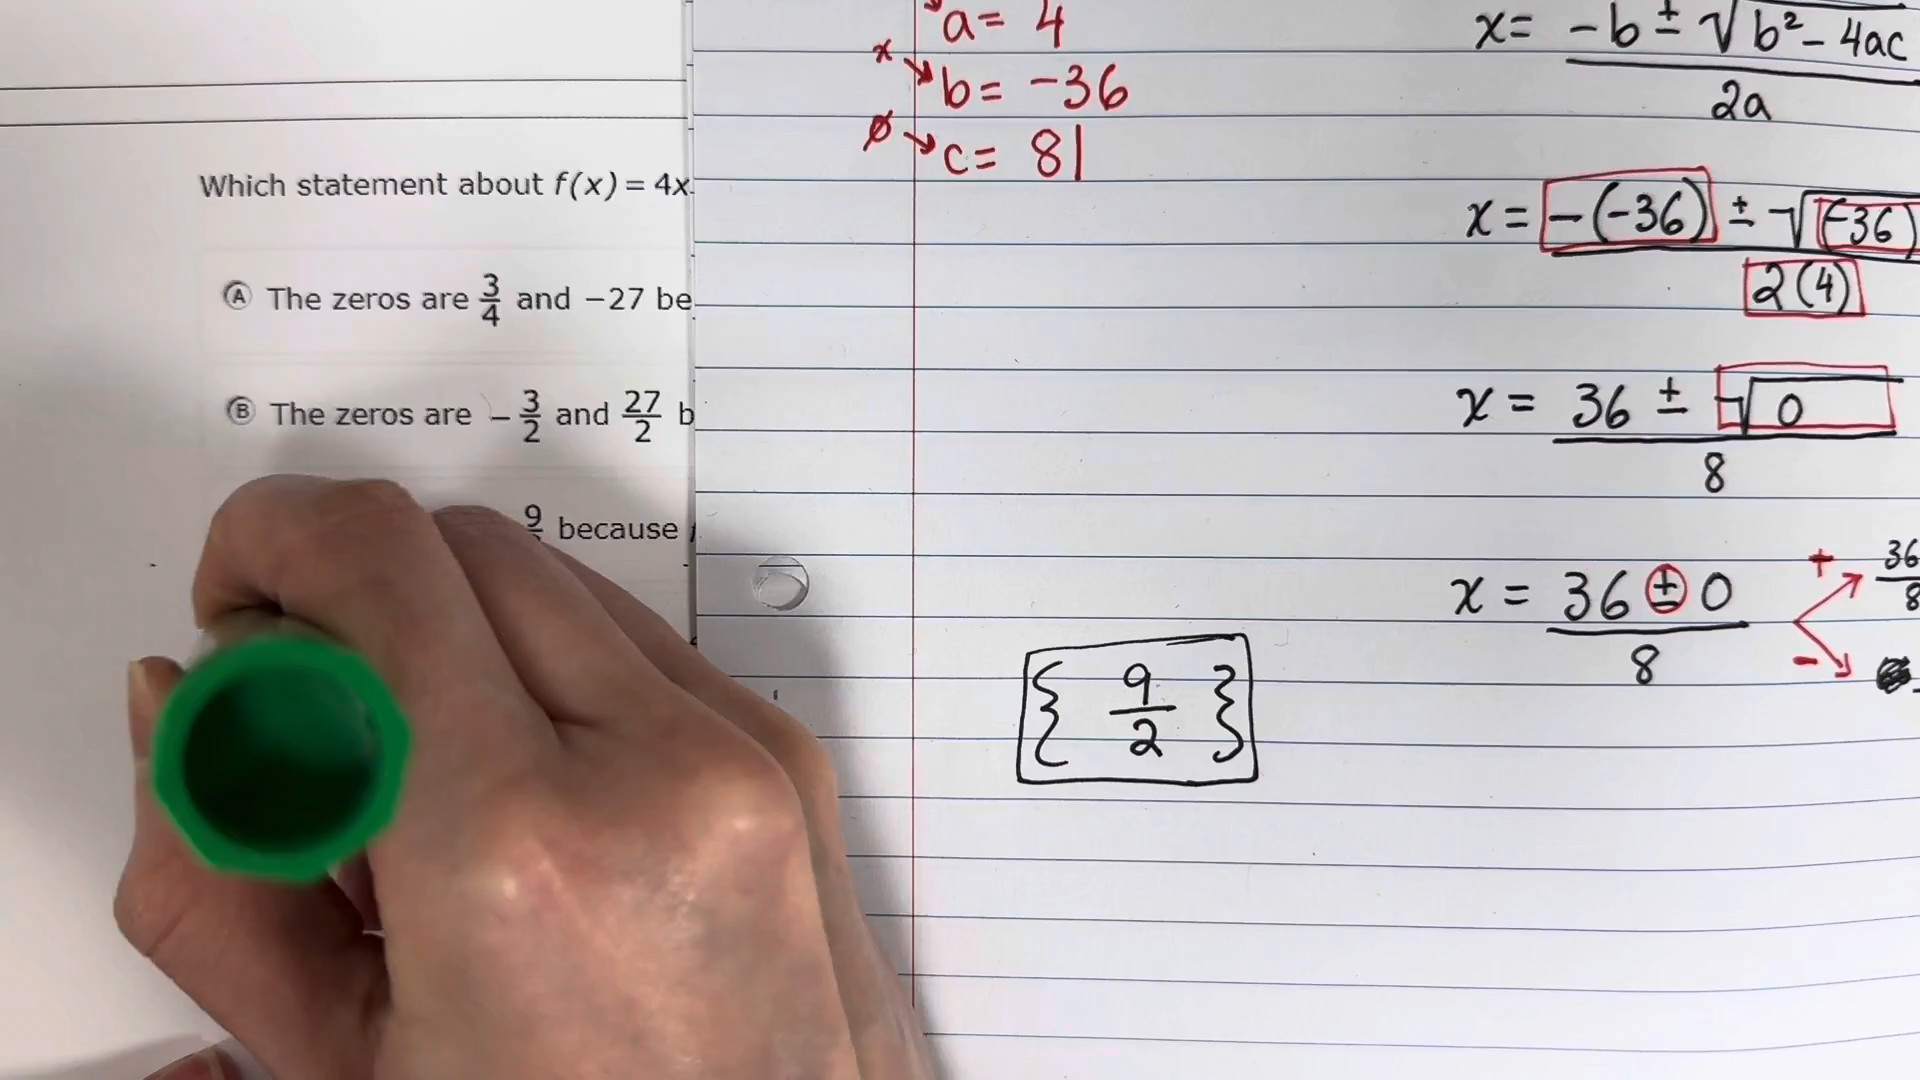 Which statement about f(x) = 4x
Ⓐ The zeros are 3/4 and −27 be
Ⓑ The zeros are −3/2 and 27/2 b
9 because
a = 4
x → b = -36
∅ → c = 81
x = -b ± √b² - 4ac
2a
x = -(-36) ± √(-36)
2(4)
x = 36 ± √0
8
x = 36 ± 0
8
+ 36
8
-
{ 9/2 }